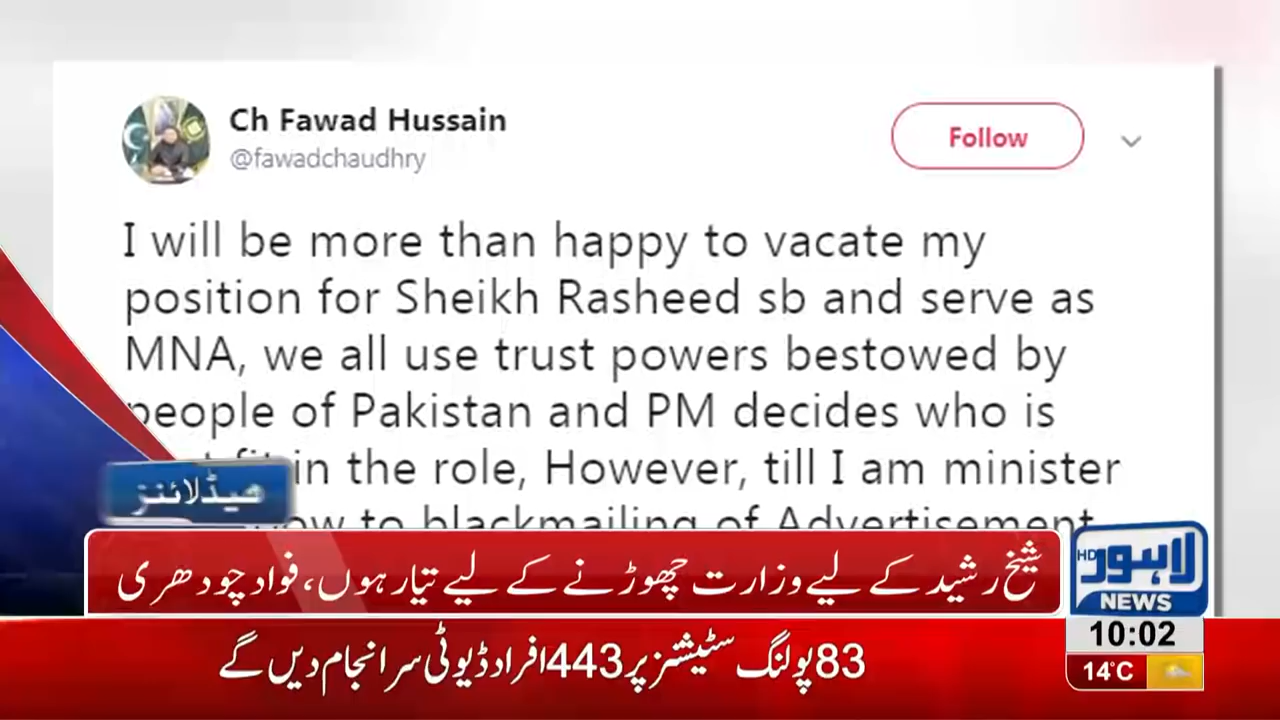 Ch Fawad Hussain
@fawadchaudhry
Follow
I will be more than happy to vacate my
position for Sheikh Rasheed sb and serve as
MNA, we all use trust powers bestowed by
people of Pakistan and PM decides who is
in the role, However, till I am minister
to blackmailing of Advertisement
ہیڈلائنز
شیخ رشید کے لیے وزارت چھوڑنے کے لیے تیار ہوں، فواد چودھری
HD لاہور
NEWS
10:02
83 پولنگ سٹیشنز پر 443 افراد ڈیوٹی سرانجام دیں گے
14°C